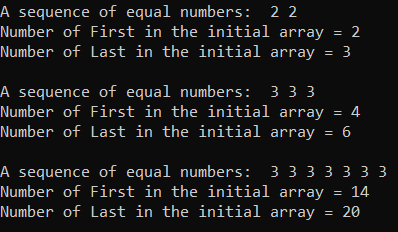 A sequence of equal numbers:  2 2
Number of First in the initial array = 2
Number of Last in the initial array = 3

A sequence of equal numbers:  3 3 3
Number of First in the initial array = 4
Number of Last in the initial array = 6

A sequence of equal numbers:  3 3 3 3 3 3 3
Number of First in the initial array = 14
Number of Last in the initial array = 20